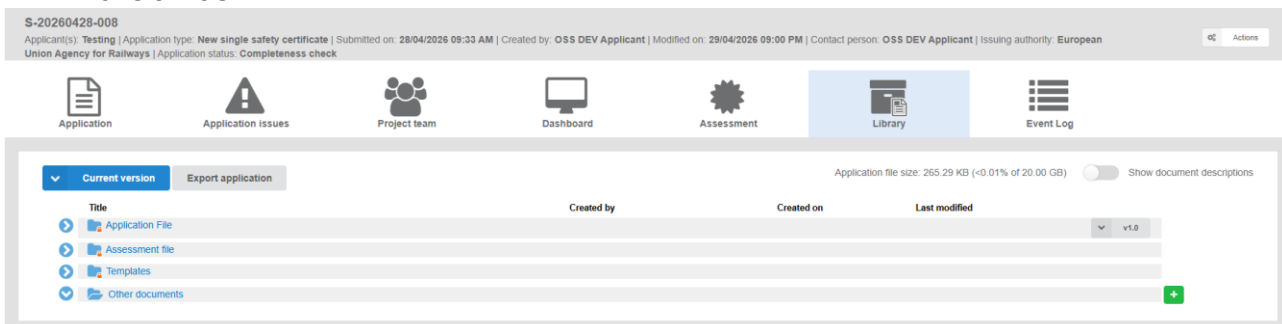 S-20260428-008
Applicant(s): Testing | Application type: New single safety certificate | Submitted on: 28/04/2026 09:33 AM | Created by: OSS DEV Applicant | Modified on: 29/04/2026 09:00 PM | Contact person: OSS DEV Applicant | Issuing authority: European
Union Agency for Railways | Application status: Completeness check
Actions
Application Application issues Project team Dashboard Assessment Library Event Log
Current version Export application Application file size: 265.29 KB (<0.01% of 20.00 GB) Show document descriptions
Title Created by Created on Last modified
Application File v1.0
Assessment file
Templates
Other documents